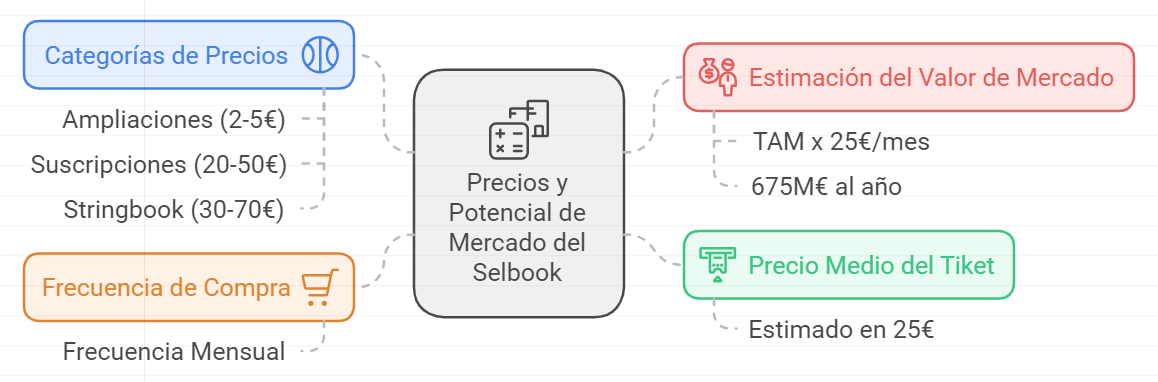 Categorías de Precios
Ampliaciones (2-5€)
Suscripciones (20-50€)
Stringbook (30-70€)
Frecuencia de Compra
Frecuencia Mensual
Precios y
Potencial de
Mercado del
Selbook
Estimación del Valor de Mercado
TAM x 25€/mes
675M€ al año
Precio Medio del Tiket
Estimado en 25€